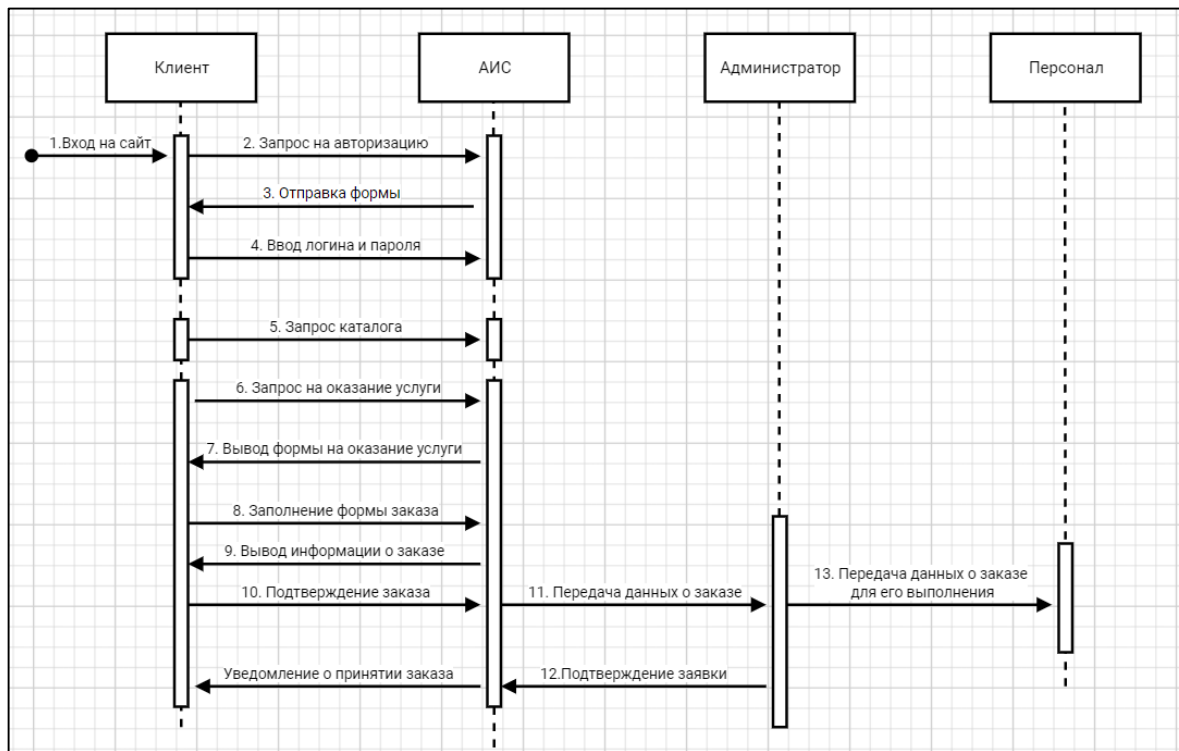 Клиент
АИС
Администратор
Персонал
1.Вход на сайт
2. Запрос на авторизацию
3. Отправка формы
4. Ввод логина и пароля
5. Запрос каталога
6. Запрос на оказание услуги
7. Вывод формы на оказание услуги
8. Заполнение формы заказа
9. Вывод информации о заказе
10. Подтверждение заказа
11. Передача данных о заказе
13. Передача данных о заказе
для его выполнения
Уведомление о принятии заказа
12.Подтверждение заявки